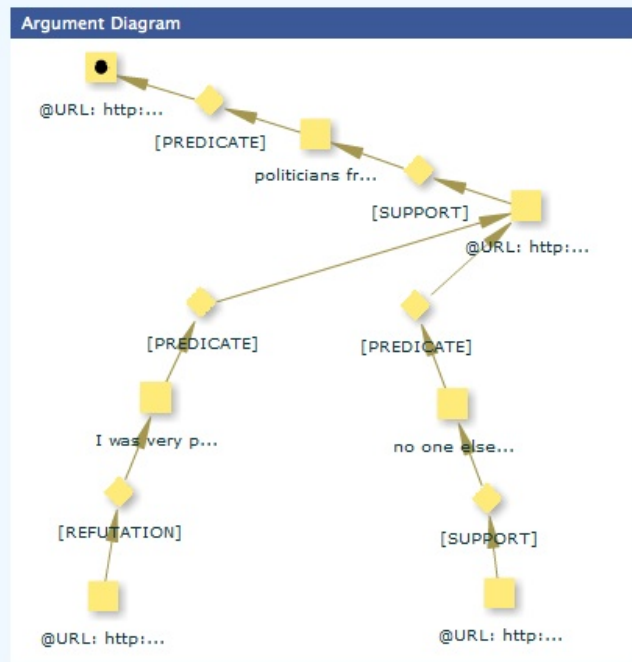 Argument Diagram
@URL: http:...
[PREDICATE]
politicians fr...
[SUPPORT]
@URL: http:...
[PREDICATE]
[PREDICATE]
I was very p...
no one else...
[REFUTATION]
[SUPPORT]
@URL: http:...
@URL: http:...